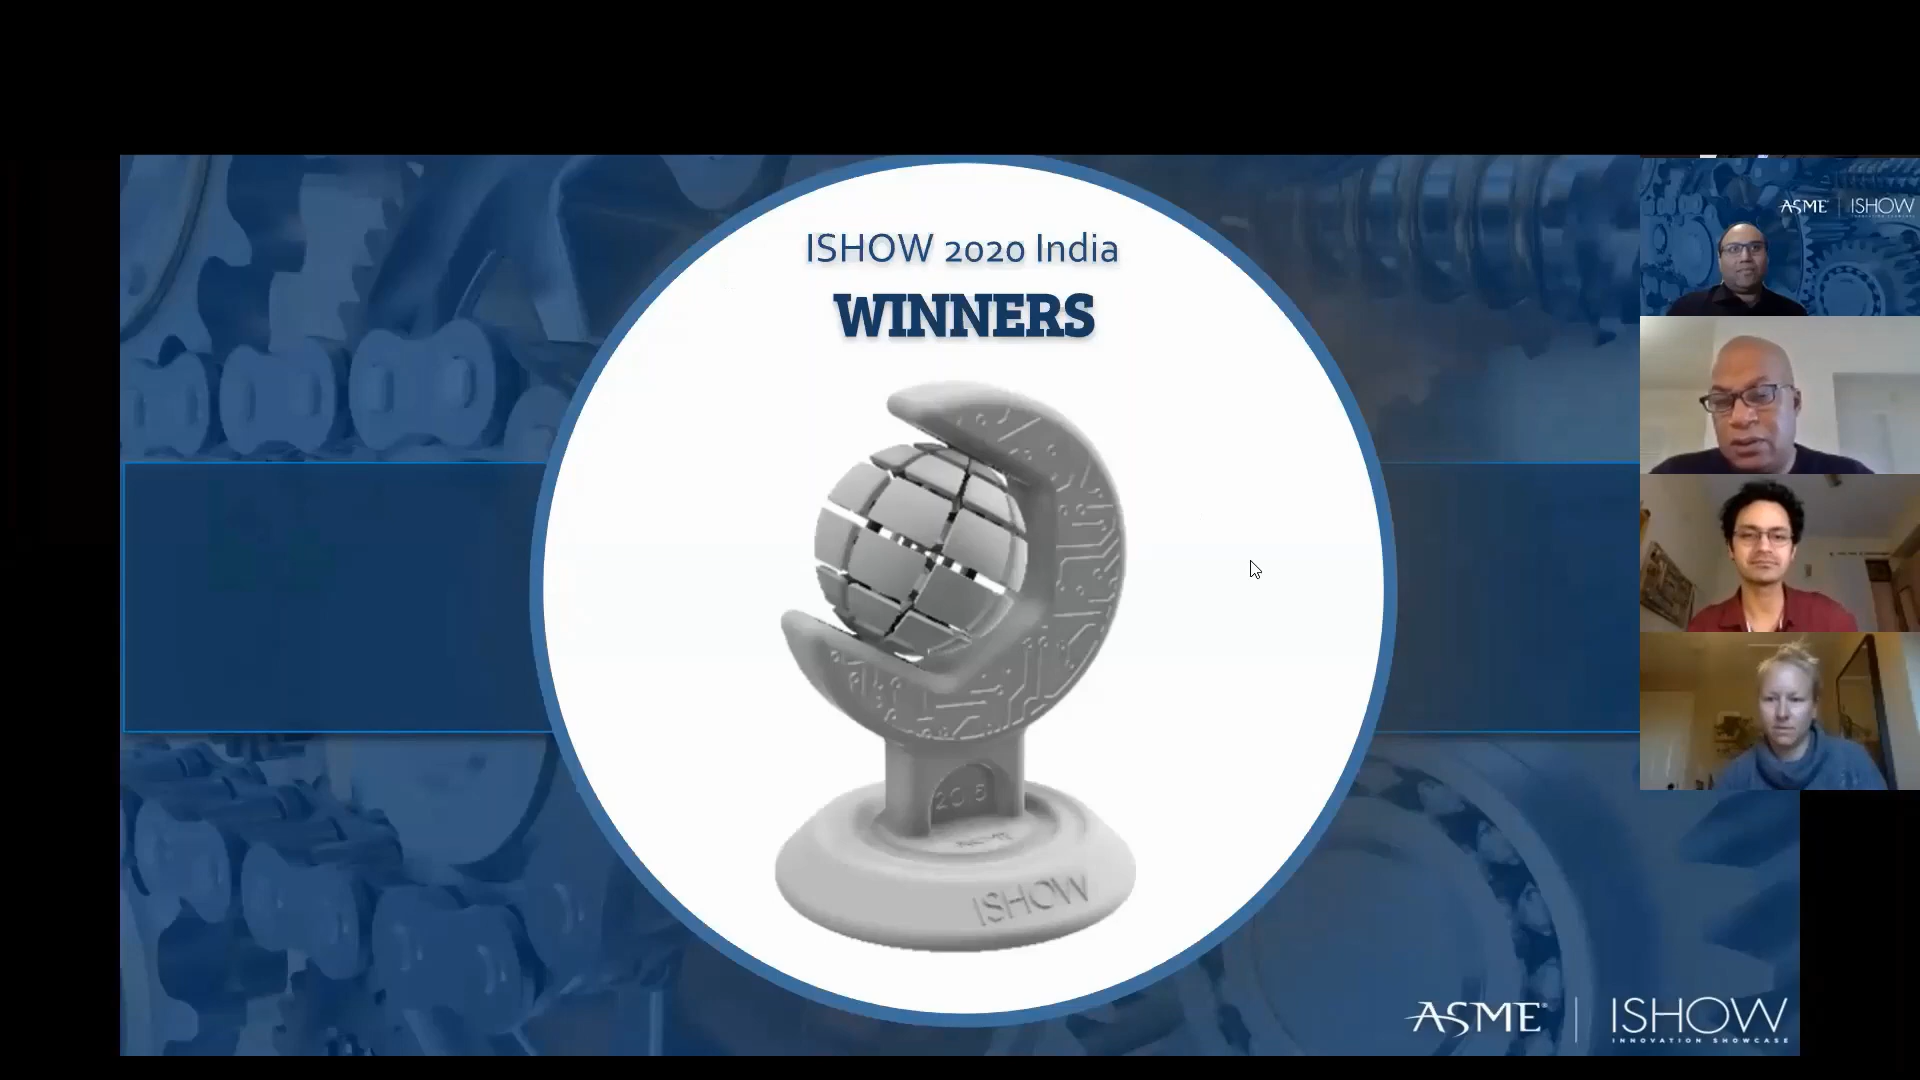 ISHOW 2020 India
WINNERS
ASME | ISHOW
ISHOW
ASME | ISHOW
INNOVATION SHOWCASE